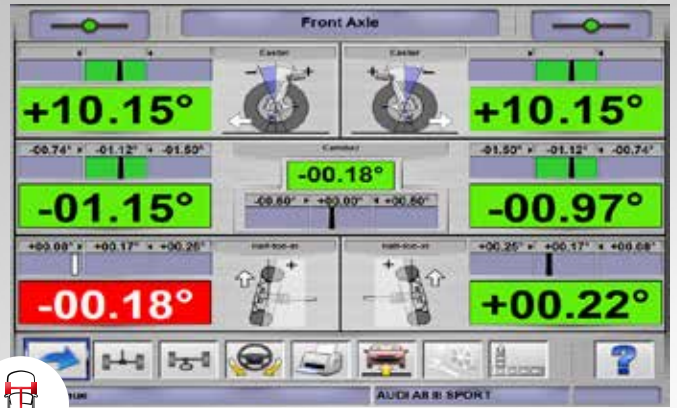 Front Axle
Caster Caster
+10.15° +10.15°
-00.74° -01.12° -01.50° Camber -01.50° -01.12° -00.74°
-00.18°
-01.15° -00.60° +00.00° +00.60° -00.97°
+00.08° +00.17° +00.25° Half-toe-in Half-toe-in +00.25° +00.17° +00.08°
-00.18° +00.22°
?
AUDI A8 8: SPORT